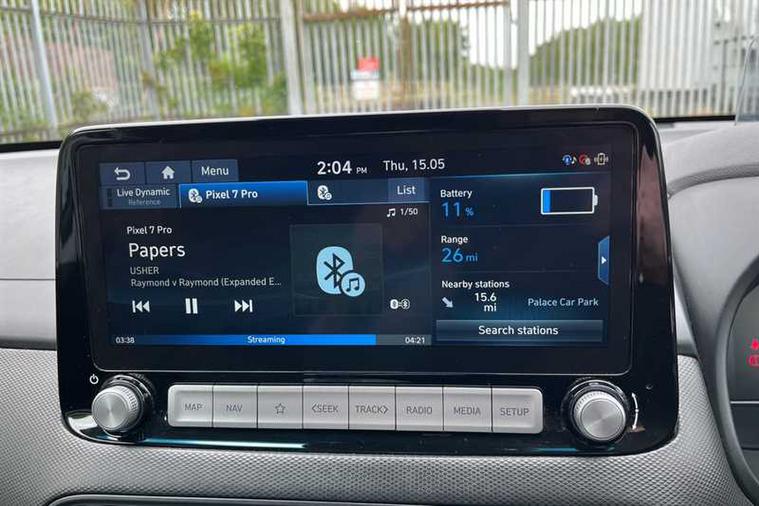 Menu
2:04 PM
Thu, 15.05
Live Dynamic
Reference
Pixel 7 Pro
List
1/50
Pixel 7 Pro
Papers
USHER
Raymond v Raymond (Expanded E...
03:38
Streaming
04:21
Battery
11 %
Range
26 mi
Nearby stations
15.6
mi
Palace Car Park
Search stations
MAP
NAV
<SEEK
TRACK>
RADIO
MEDIA
SETUP